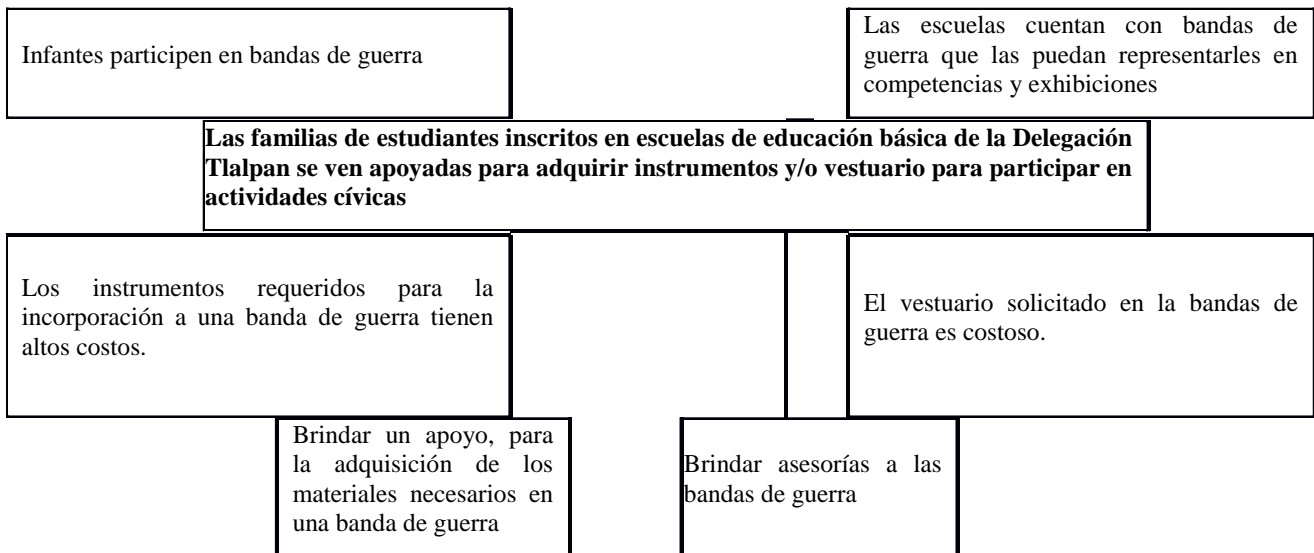 Infantes participen en bandas de guerra
Las escuelas cuentan con bandas de
guerra que las puedan representarles en
competencias y exhibiciones
Las familias de estudiantes inscritos en escuelas de educación básica de la Delegación
Tlalpan se ven apoyadas para adquirir instrumentos y/o vestuario para participar en
actividades cívicas
Los instrumentos requeridos para la
incorporación a una banda de guerra tienen
altos costos.
El vestuario solicitado en la bandas de
guerra es costoso.
Brindar un apoyo, para
la adquisición de los
materiales necesarios en
una banda de guerra
Brindar asesorías a las
bandas de guerra